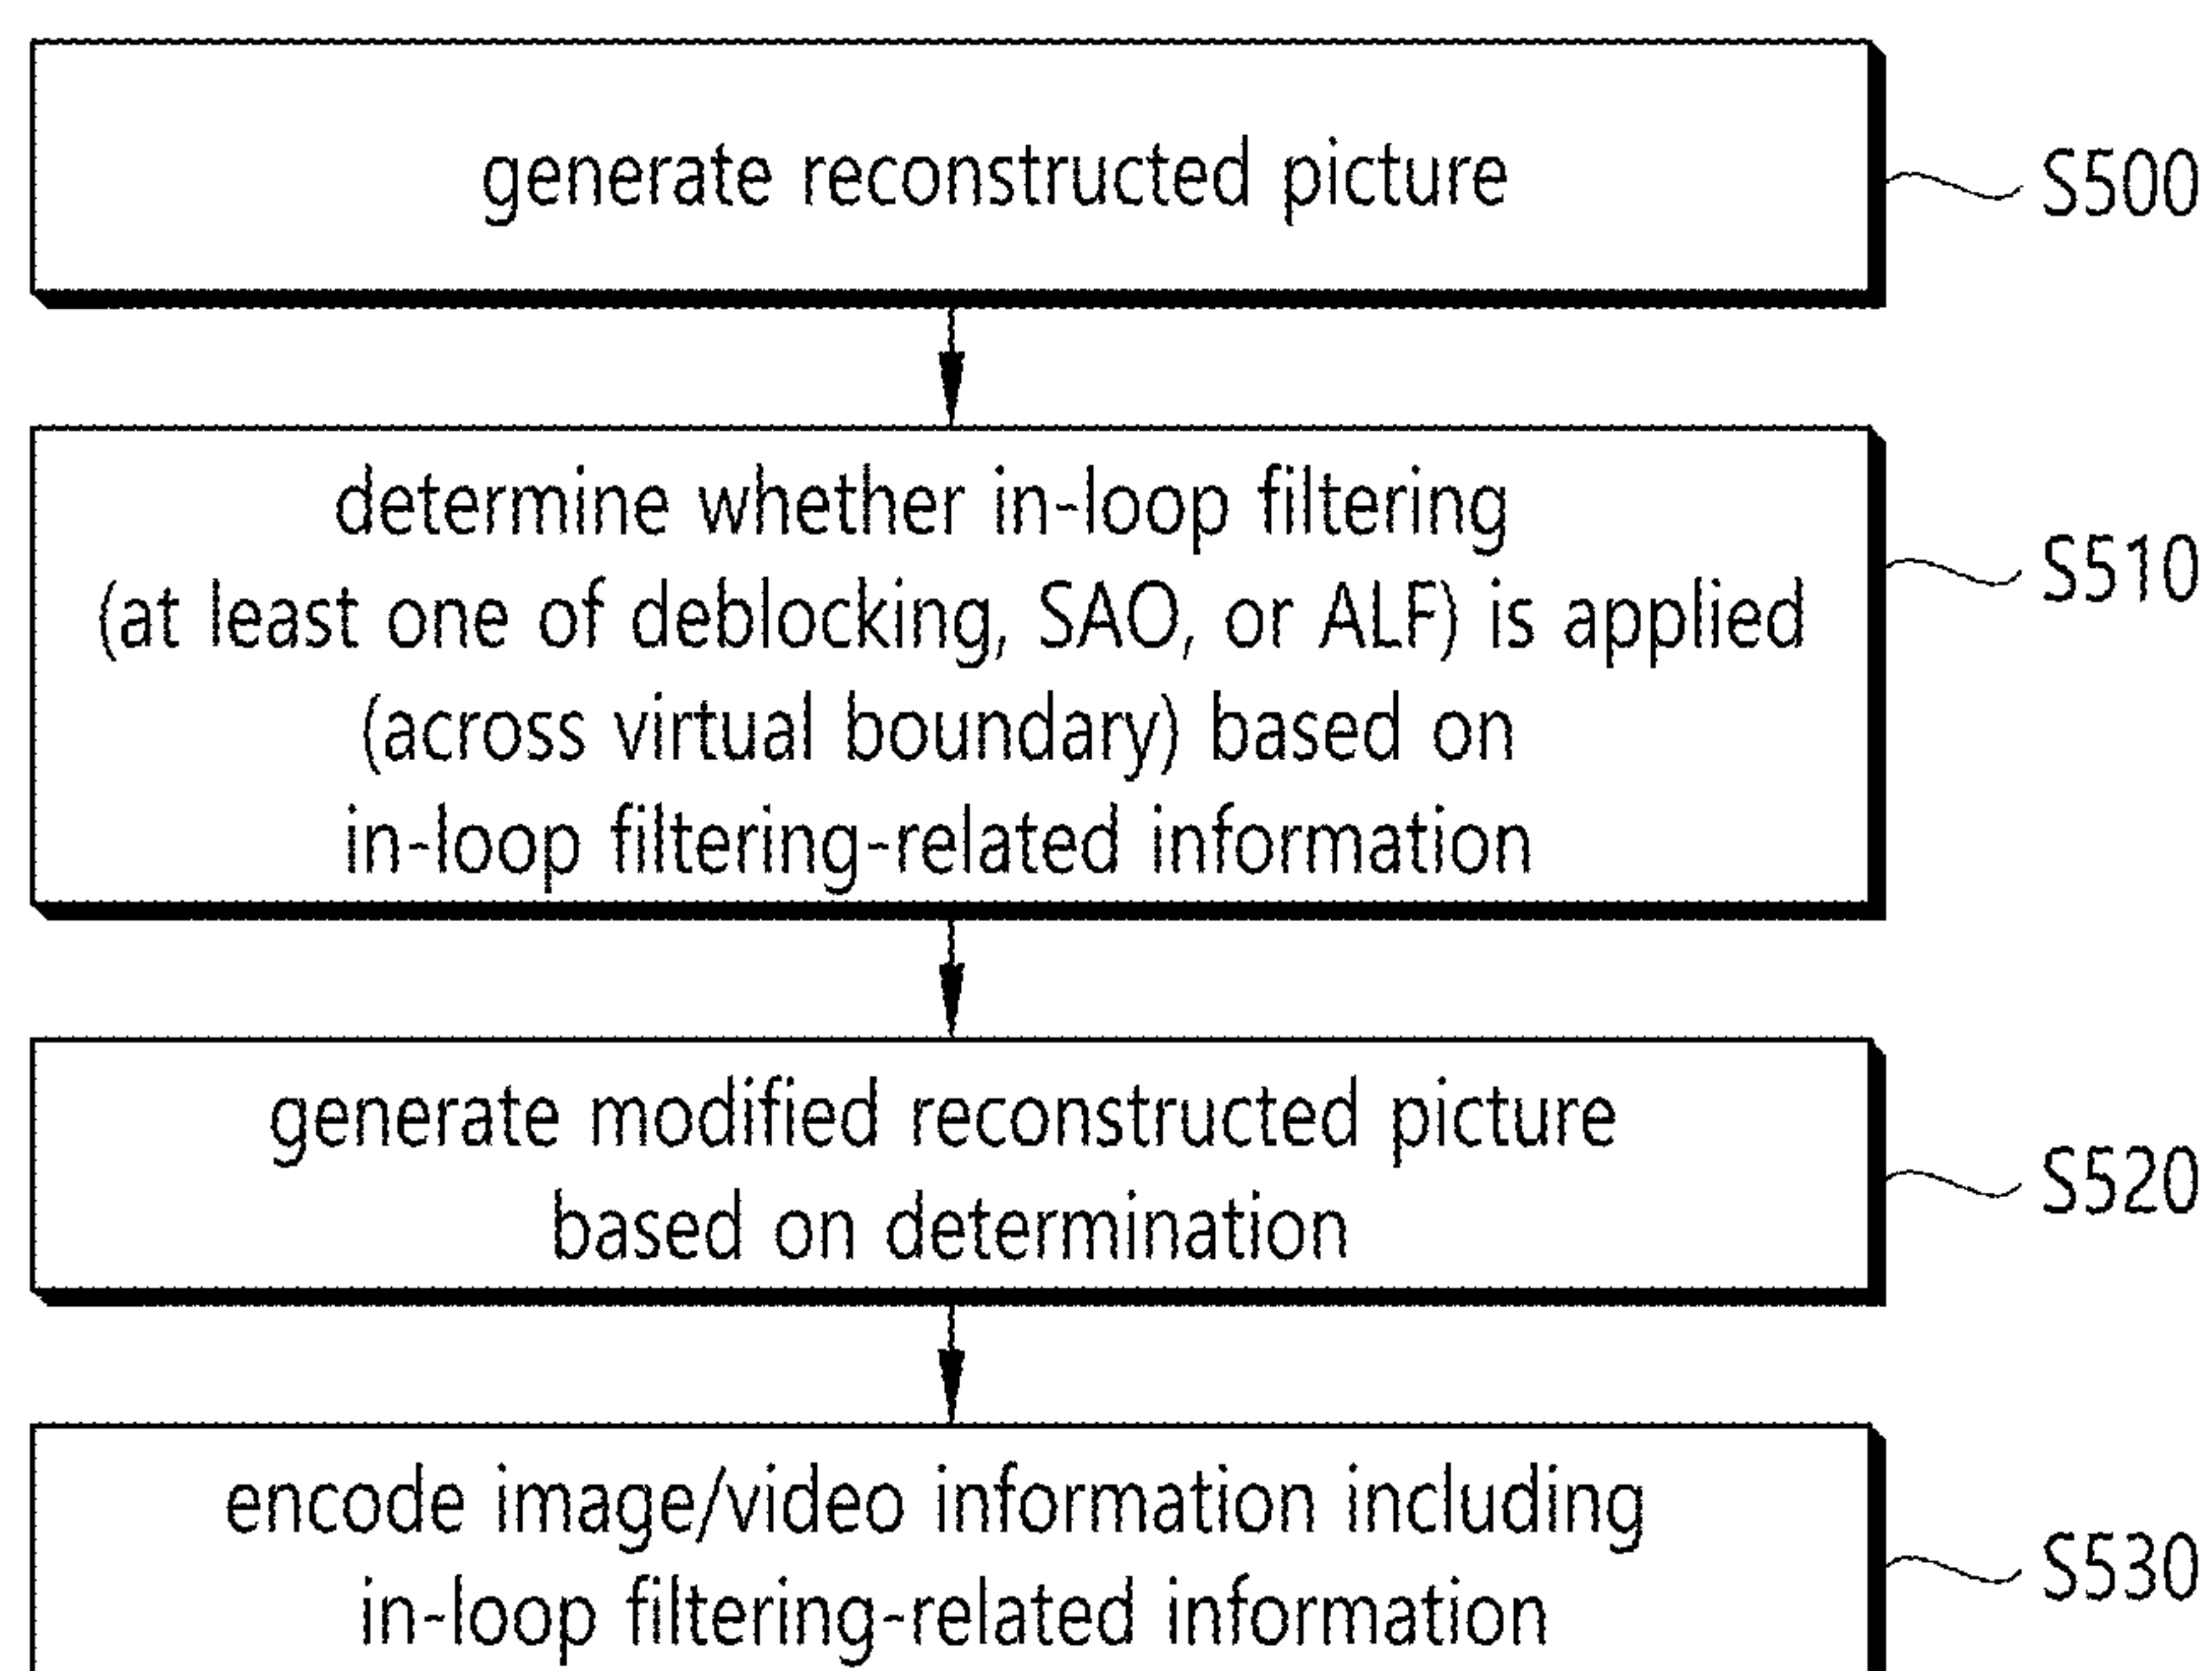 generate reconstructed picture
S500
determine whether in-loop filtering
(at least one of deblocking, SAO, or ALF) is applied
(across virtual boundary) based on
in-loop filtering-related information
S510
generate modified reconstructed picture
based on determination
S520
encode image/video information including
in-loop filtering-related information
S530